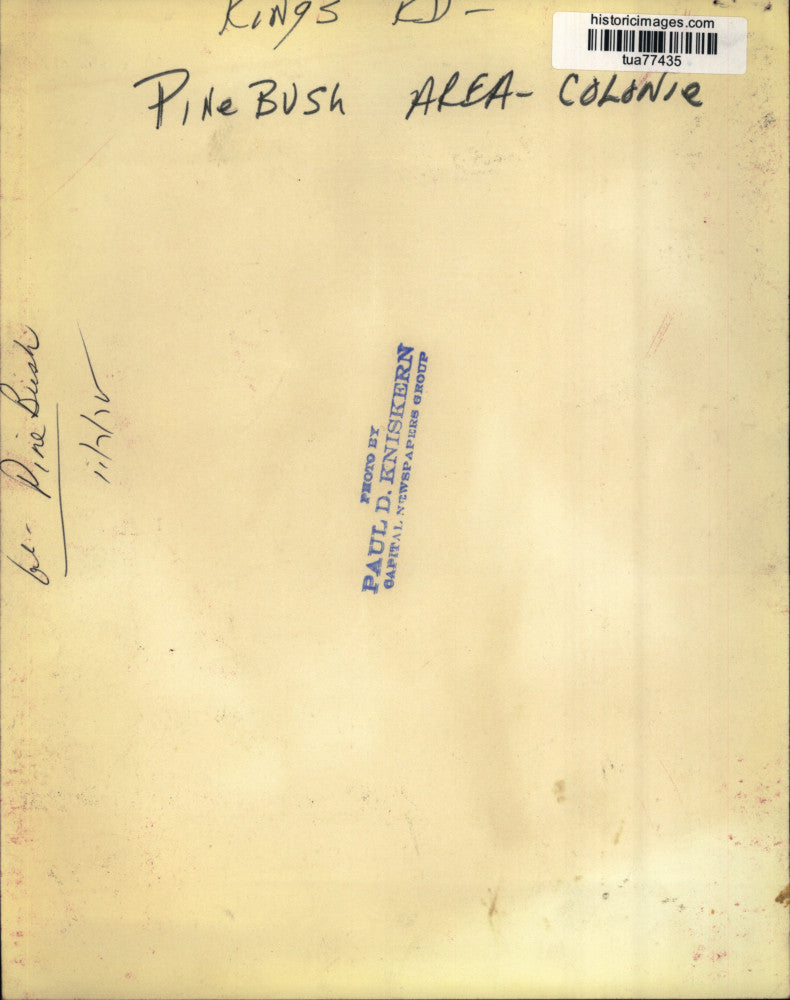 KINGS RD -
historicimages.com
tua77435
PINE BUSH AREA - COLONIE
Pine Bush
PHOTO BY
PAUL D. KNISKERN
CAPITAL NEWSPAPERS GROUP